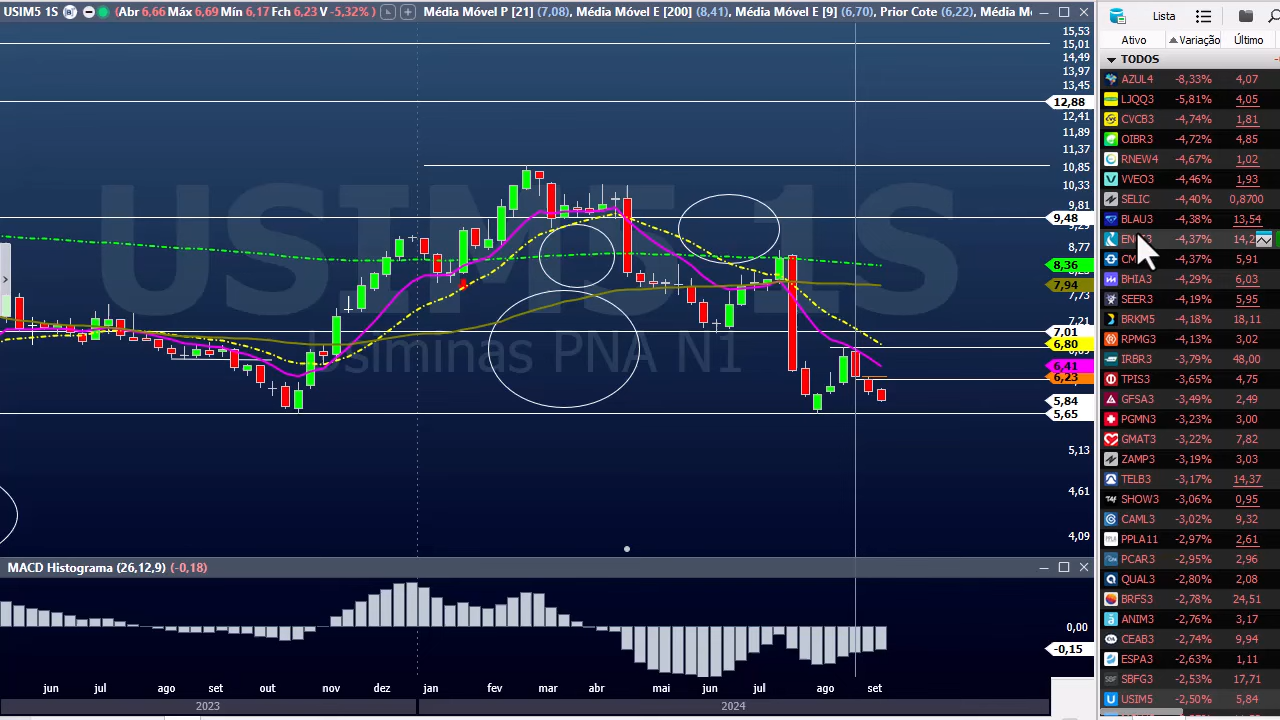 USIM5 1S (Abr 6,66 Máx 6,69 Mín 6,17 Fch 6,23 V -5,32%) Média Móvel P [21] (7,08), Média Móvel E [200] (8,41), Média Móvel E [9] (6,70), Prior Cote (6,22), Média M
Lista
Ativo Variação Último
TODOS
AZUL4 -8,33% 4,07
LJQQ3 -5,81% 4,05
CVCB3 -4,74% 1,81
OIBR3 -4,72% 4,85
RNEW4 -4,67% 1,02
VVEO3 -4,46% 1,93
SELIC -4,40% 0,8700
BLAU3 -4,38% 13,54
-4,37%
-4,37% 5,91
BHIA3 -4,29% 6,03
SEER3 -4,19% 5,95
BRKM5 -4,18% 18,11
RPMG3 -4,13% 3,02
IRBR3 -3,79% 48,00
TPIS3 -3,65% 4,75
GFSA3 -3,49% 2,49
PGMN3 -3,23% 3,00
GMAT3 -3,22% 7,82
ZAMP3 -3,19% 3,03
TELB3 -3,17% 14,37
SHOW3 -3,06% 0,95
CAML3 -3,02% 9,32
PPLA11 -2,97% 2,61
PCAR3 -2,95% 2,96
QUAL3 -2,80% 2,08
BRFS3 -2,78% 24,51
ANIM3 -2,76% 3,17
CEAB3 -2,74% 9,94
ESPA3 -2,63% 1,11
SBFG3 -2,53% 17,71
USIM5 -2,50% 5,84
15,53
15,01
14,49
13,97
13,45
12,88
12,41
11,89
11,37
10,85
10,33
9,81
9,48
9,29
8,77
8,36
7,94
7,73
7,21
7,01
6,80
6,41
6,23
5,84
5,65
5,13
4,61
4,09
Usiminas PNA N1
MACD Histograma (26,12,9) (-0,18)
0,00
-0,15
jun jul ago set out nov dez jan fev mar abr mai jun jul ago set
2023 2024